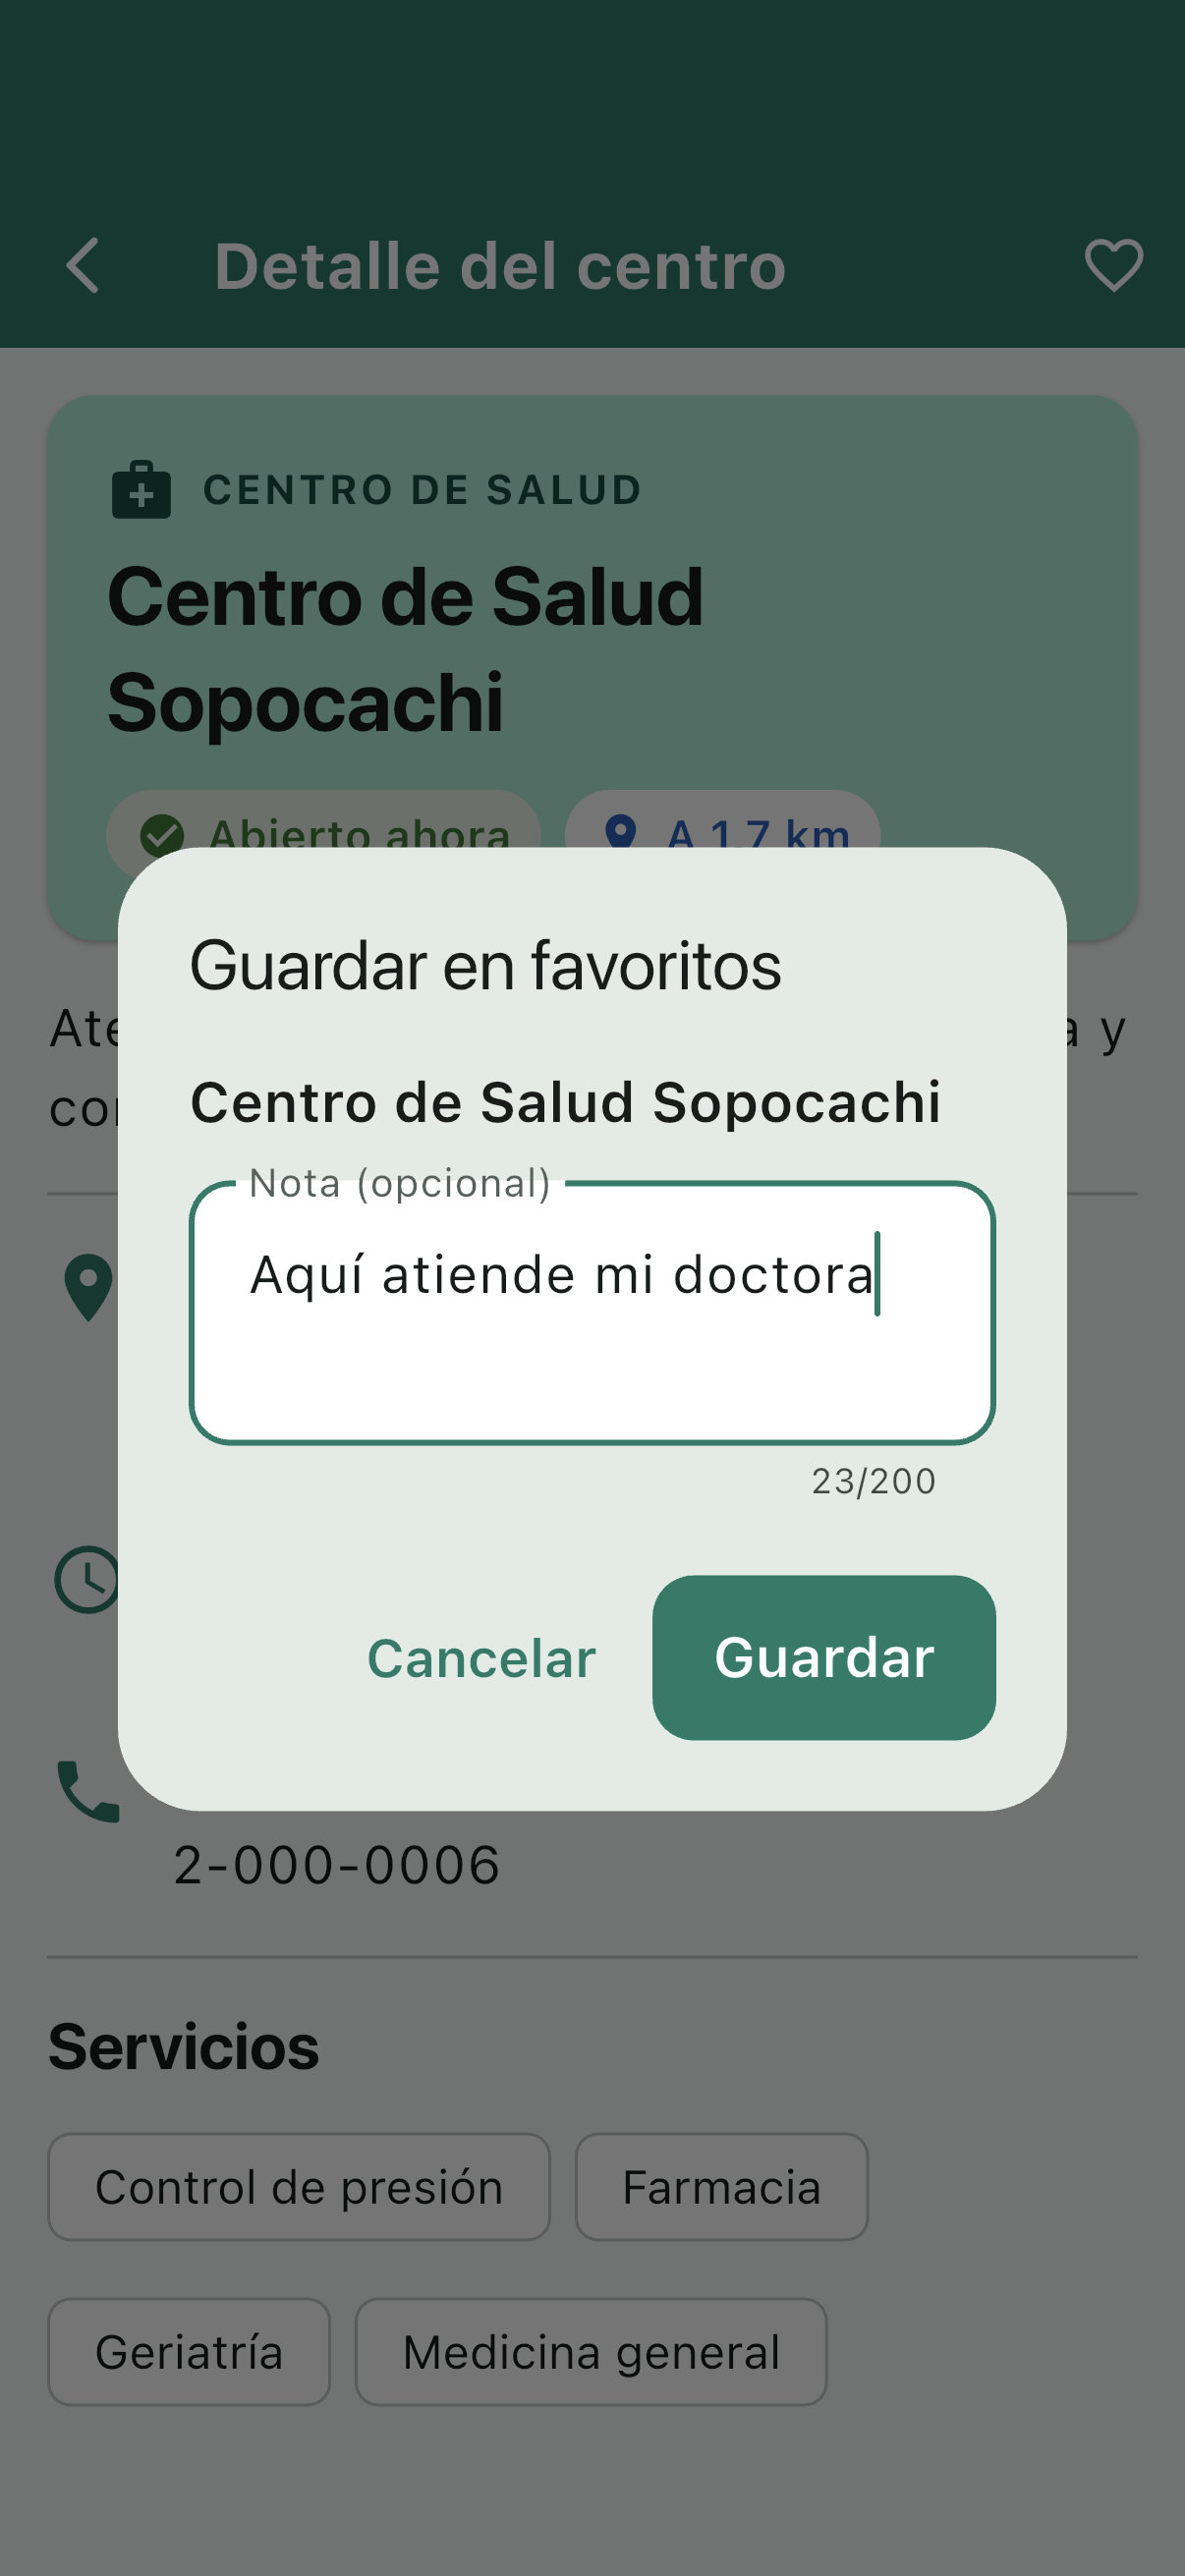 Detalle del centro
CENTRO DE SALUD
Centro de Salud
Sopocachi
Abierto ahora
A 1.7 km
Guardar en favoritos
y
Centro de Salud Sopocachi
Nota (opcional)
Aquí atiende mi doctora
23/200
Cancelar
Guardar
2-000-0006
Servicios
Control de presión
Farmacia
Geriatría
Medicina general